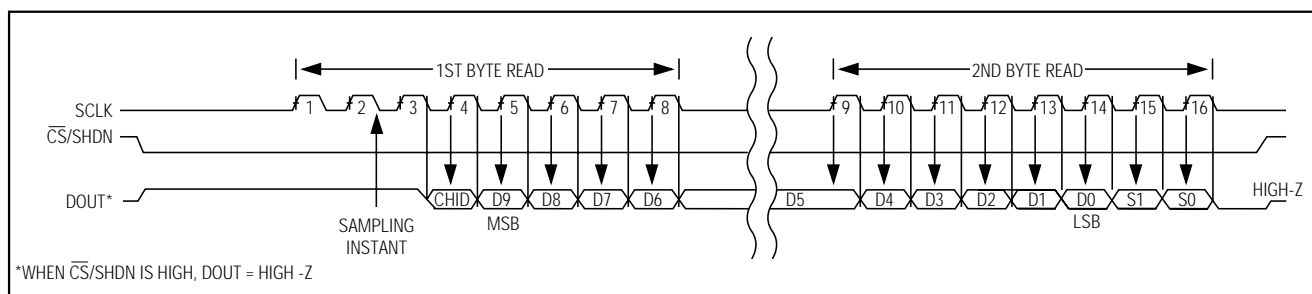 1ST BYTE READ
2ND BYTE READ
SCLK
1 2 3 4 5 6 7 8 9 10 11 12 13 14 15 16
C̅S̅/SHDN
DOUT*
CHID D9 D8 D7 D6 D5 D4 D3 D2 D1 D0 S1 S0
HIGH-Z
MSB
LSB
SAMPLING
INSTANT
*WHEN C̅S̅/SHDN IS HIGH, DOUT = HIGH -Z